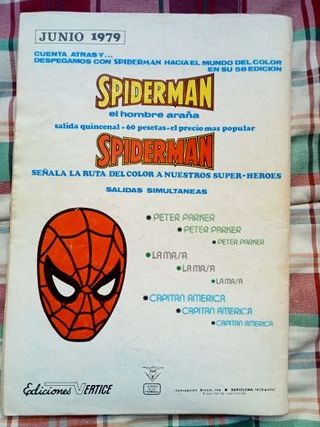 JUNIO 1979
CUENTA ATRAS Y....
DESPEGAMOS CON SPIDERMAN HACIA EL MUNDO DEL COLOR
EN SU 5ª EDICION
SPIDERMAN
el hombre araña
salida quincenal - 60 pesetas - el precio mas popular
SPIDERMAN
SEÑALA LA RUTA DEL COLOR A NUESTROS SUPER-HEROES
SALIDAS SIMULTANEAS
PETER PARKER
PETER PARKER
PETER PARKER
LA MASA
LA MASA
LA MASA
CAPITAN AMERICA
CAPITAN AMERICA
CAPITAN AMERICA
Ediciones VERTICE
BARCELONA